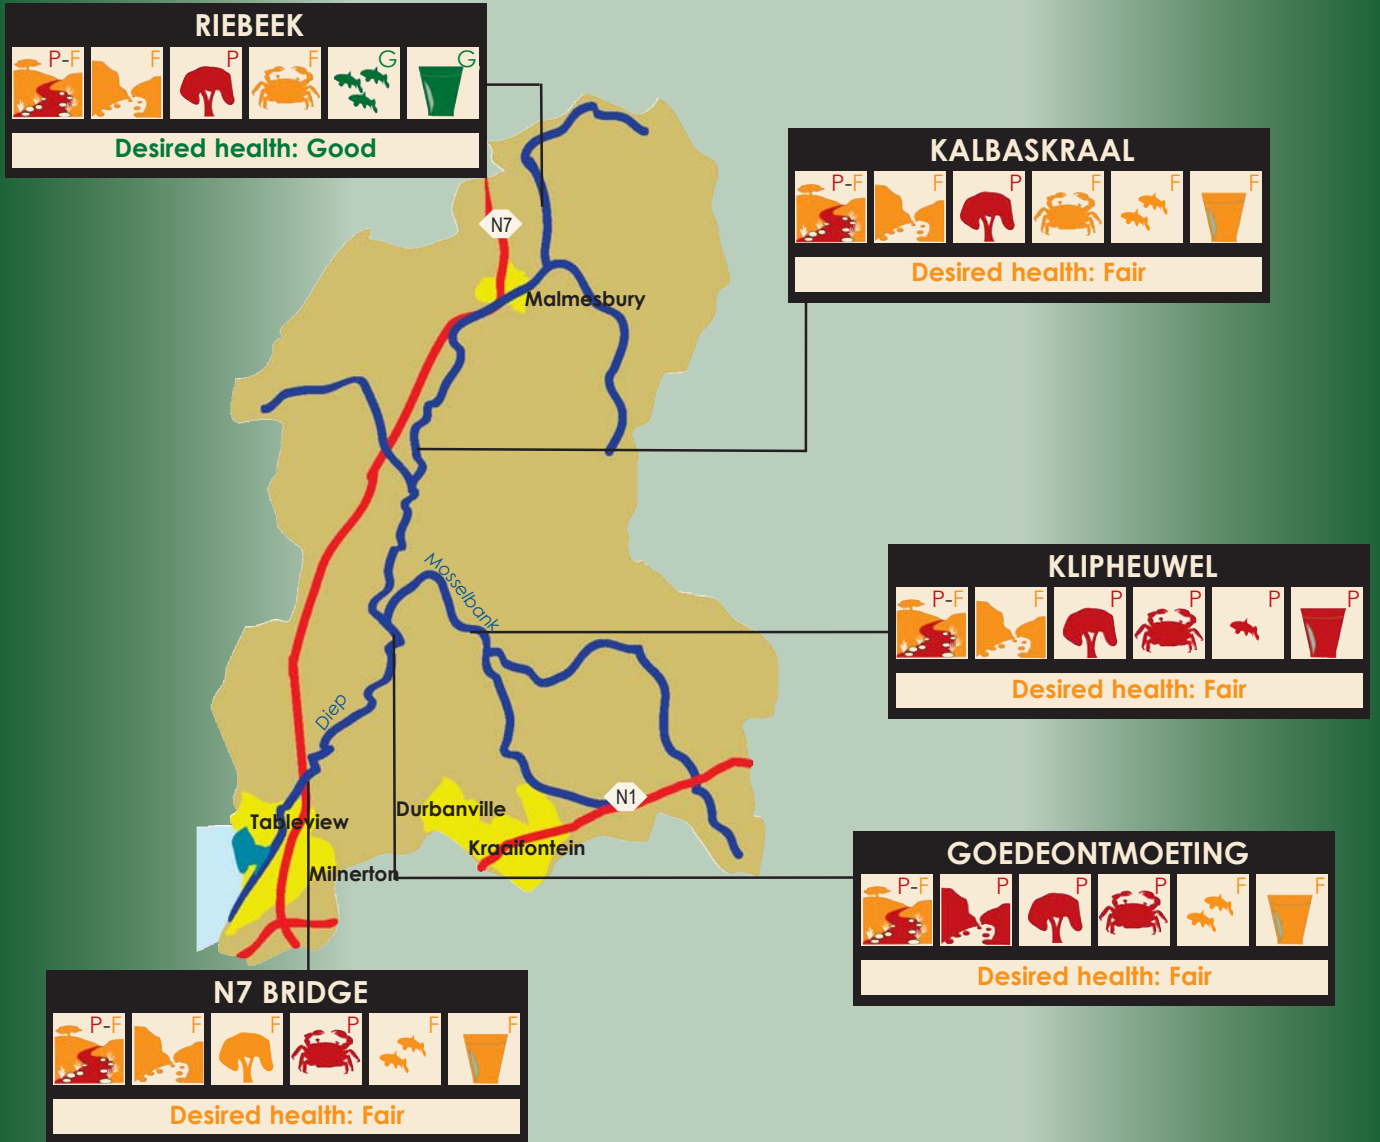 RIEBEEK
P-F F P F G G
Desired health: Good
KALBASKRAAL
P-F F P F F F
Desired health: Fair
N7
Malmesbury
Mosselbank
KLIPHEUWEL
P-F F P P P P
Desired health: Fair
Diep
N1
Durbanville
Tableview
Kraaifontein
Milnerton
GOEDEONTMOETING
P-F P P P F F
Desired health: Fair
N7 BRIDGE
P-F F F P F F
Desired health: Fair